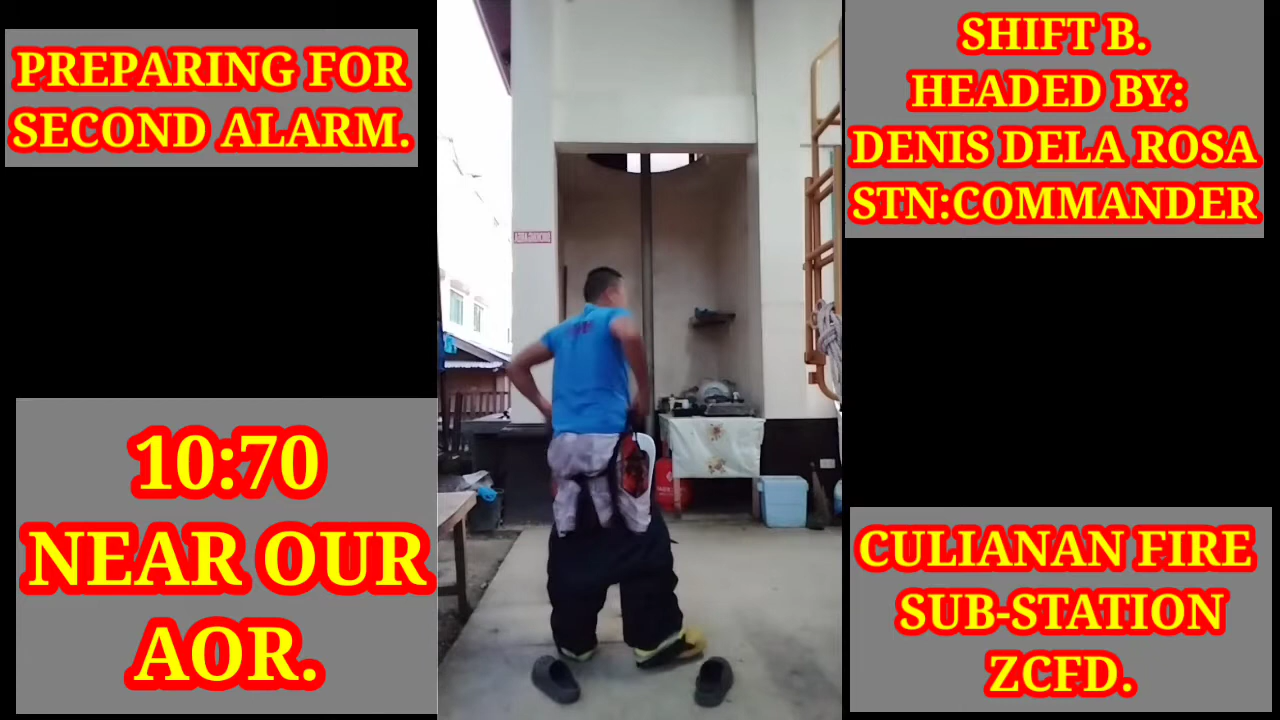 PREPARING FOR
SECOND ALARM.
SHIFT B.
HEADED BY:
DENIS DELA ROSA
STN:COMMANDER
10:70
NEAR OUR
AOR.
CULIANAN FIRE
SUB-STATION
ZCFD.